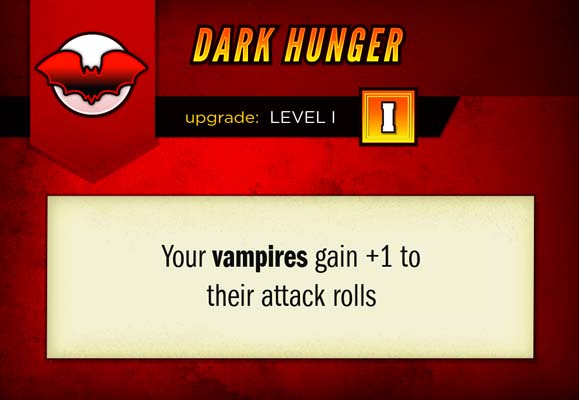 DARK HUNGER
upgrade: LEVEL I I
Your vampires gain +1 to
their attack rolls